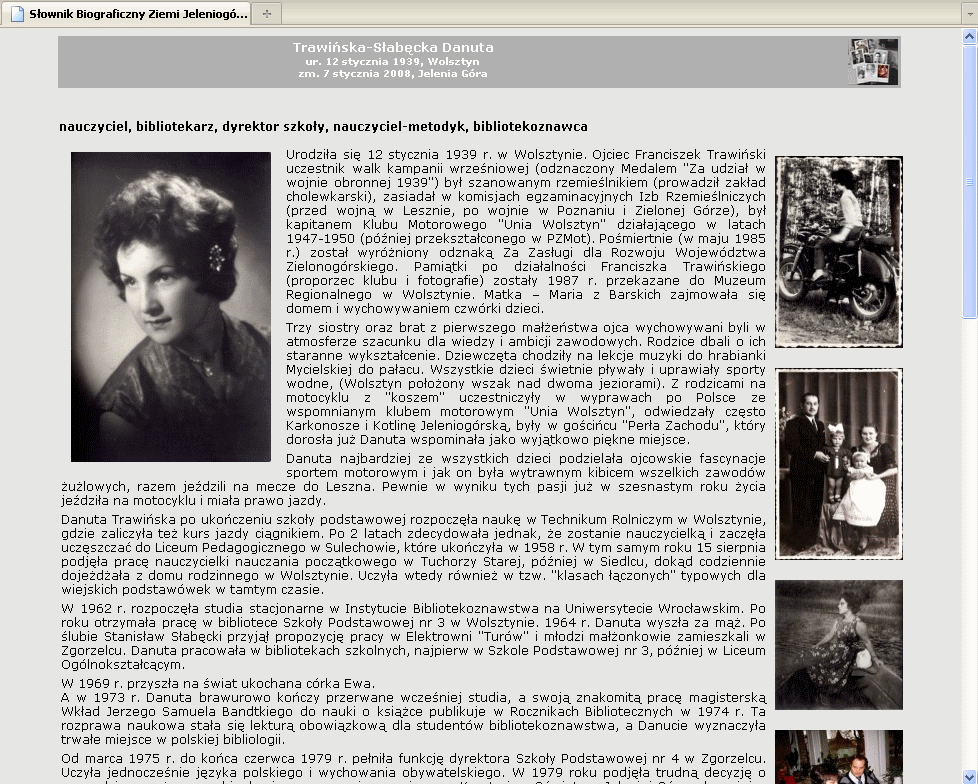 Słownik Biograficzny Ziemi Jeleniogó...
Trawińska-Słabęcka Danuta
ur. 12 stycznia 1939, Wolsztyn
zm. 7 stycznia 2008, Jelenia Góra
nauczyciel, bibliotekarz, dyrektor szkoły, nauczyciel-metodyk, bibliotekoznawca
Urodziła się 12 stycznia 1939 r. w Wolsztynie. Ojciec Franciszek Trawiński
uczestnik walk kampanii wrześniowej (odznaczony Medalem "Za udział w
wojnie obronnej 1939") był szanowanym rzemieślnikiem (prowadził zakład
cholewkarski), zasiadał w komisjach egzaminacyjnych Izb Rzemieślniczych
(przed wojną w Lesznie, po wojnie w Poznaniu i Zielonej Górze), był
kapitanem Klubu Motorowego "Unia Wolsztyn" działającego w latach
1947-1950 (później przekształconego w PZMot). Pośmiertnie (w maju 1985
r.) został wyróżniony odznaką Za Zasługi dla Rozwoju Województwa
Zielonogórskiego. Pamiątki po działalności Franciszka Trawińskiego
(proporzec klubu i fotografie) zostały 1987 r. przekazane do Muzeum
Regionalnego w Wolsztynie. Matka – Maria z Barskich zajmowała się
domem i wychowywaniem czwórki dzieci.
Trzy siostry oraz brat z pierwszego małżeństwa ojca wychowywani byli w
atmosferze szacunku dla wiedzy i ambicji zawodowych. Rodzice dbali o ich
staranne wykształcenie. Dziewczęta chodziły na lekcje muzyki do hrabianki
Mycielskiej do pałacu. Wszystkie dzieci świetnie pływały i uprawiały sporty
wodne, (Wolsztyn położony wszak nad dwoma jeziorami). Z rodzicami na
motocyklu z "koszem" uczestniczyły w wyprawach po Polsce ze
wspomnianym klubem motorowym "Unia Wolsztyn", odwiedzały często
Karkonosze i Kotlinę Jeleniogórską, były w gościńcu "Perła Zachodu", który
dorosła już Danuta wspominała jako wyjątkowo piękne miejsce.
Danuta najbardziej ze wszystkich dzieci podzielała ojcowskie fascynacje
sportem motorowym i jak on była wytrawnym kibicem wszelkich zawodów
żużlowych, razem jeździli na mecze do Leszna. Pewnie w wyniku tych pasji już w szesnastym roku życia
jeździła na motocyklu i miała prawo jazdy.
Danuta Trawińska po ukończeniu szkoły podstawowej rozpoczęła naukę w Technikum Rolniczym w Wolsztynie,
gdzie zaliczyła też kurs jazdy ciągnikiem. Po 2 latach zdecydowała jednak, że zostanie nauczycielką i zaczęła
uczęszczać do Liceum Pedagogicznego w Sulechowie, które ukończyła w 1958 r. W tym samym roku 15 sierpnia
podjęła pracę nauczycielki nauczania początkowego w Tuchorzy Starej, później w Siedlcu, dokąd codziennie
dojeżdżała z domu rodzinnego w Wolsztynie. Uczyła wtedy również w tzw. "klasach łączonych" typowych dla
wiejskich podstawówek w tamtym czasie.
W 1962 r. rozpoczęła studia stacjonarne w Instytucie Bibliotekoznawstwa na Uniwersytecie Wrocławskim. Po
roku otrzymała pracę w bibliotece Szkoły Podstawowej nr 3 w Wolsztynie. 1964 r. Danuta wyszła za mąż. Po
ślubie Stanisław Słabęcki przyjął propozycję pracy w Elektrowni "Turów" i młodzi małżonkowie zamieszkali w
Zgorzelcu. Danuta pracowała w bibliotekach szkolnych, najpierw w Szkole Podstawowej nr 3, później w Liceum
Ogólnokształcącym.
W 1969 r. przyszła na świat ukochana córka Ewa.
A w 1973 r. Danuta brawurowo kończy przerwane wcześniej studia, a swoją znakomitą pracę magisterską
Wkład Jerzego Samuela Bandtkiego do nauki o książce publikuje w Rocznikach Bibliotecznych w 1974 r. Ta
rozprawa naukowa stała się lekturą obowiązkową dla studentów bibliotekoznawstwa, a Danucie wyznaczyła
trwałe miejsce w polskiej bibliologii.
Od marca 1975 r. do końca czerwca 1979 r. pełniła funkcję dyrektora Szkoły Podstawowej nr 4 w Zgorzelcu.
Uczyła jednocześnie języka polskiego i wychowania obywatelskiego. W 1979 roku podjęła trudną decyzję o